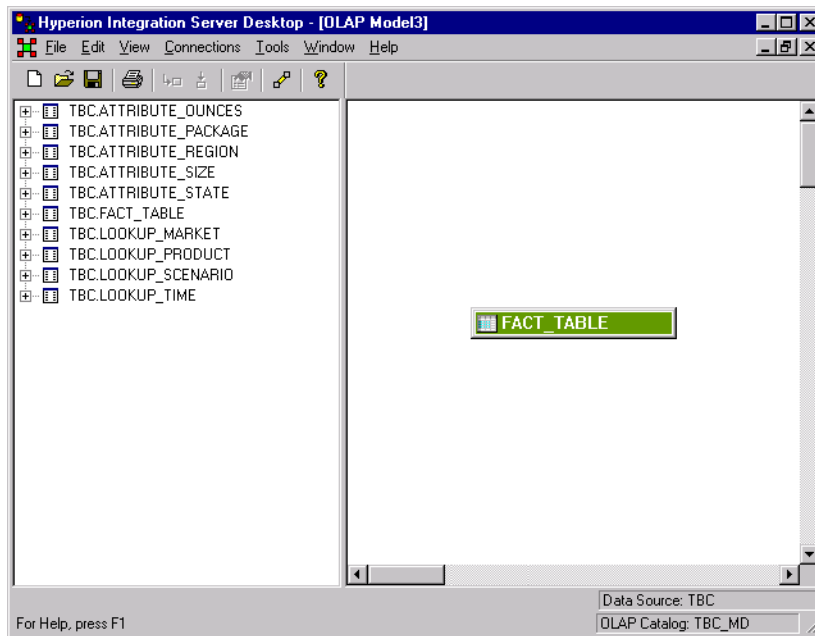 Hyperion Integration Server Desktop - [OLAP Model3]
File Edit View Connections Tools Window Help
TBC.ATTRIBUTE_OUNCES
TBC.ATTRIBUTE_PACKAGE
TBC.ATTRIBUTE_REGION
TBC.ATTRIBUTE_SIZE
TBC.ATTRIBUTE_STATE
TBC.FACT_TABLE
TBC.LOOKUP_MARKET
TBC.LOOKUP_PRODUCT
TBC.LOOKUP_SCENARIO
TBC.LOOKUP_TIME
FACT_TABLE
Data Source: TBC
For Help, press F1
OLAP Catalog: TBC_MD